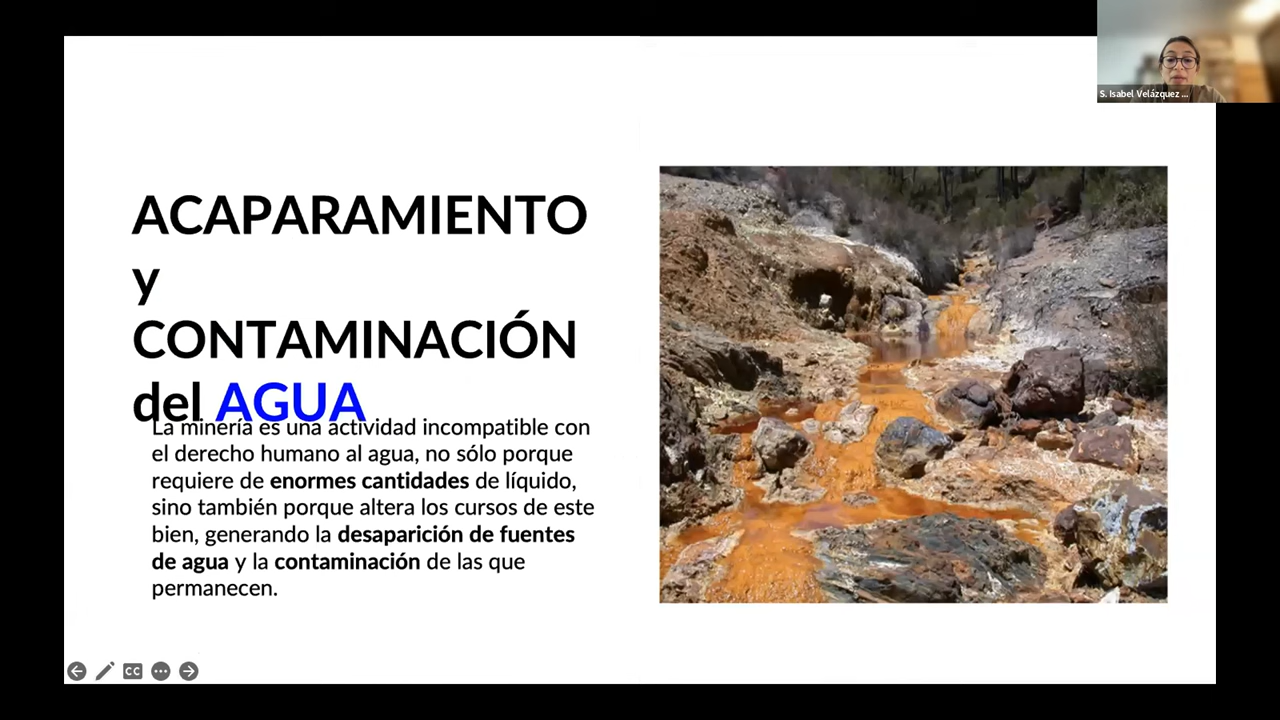 S. Isabel Velázquez ...
ACAPARAMIENTO
y
CONTAMINACIÓN
del AGUA
La minería es una actividad incompatible con
el derecho humano al agua, no sólo porque
requiere de enormes cantidades de líquido,
sino también porque altera los cursos de este
bien, generando la desaparición de fuentes
de agua y la contaminación de las que
permanecen.
CC